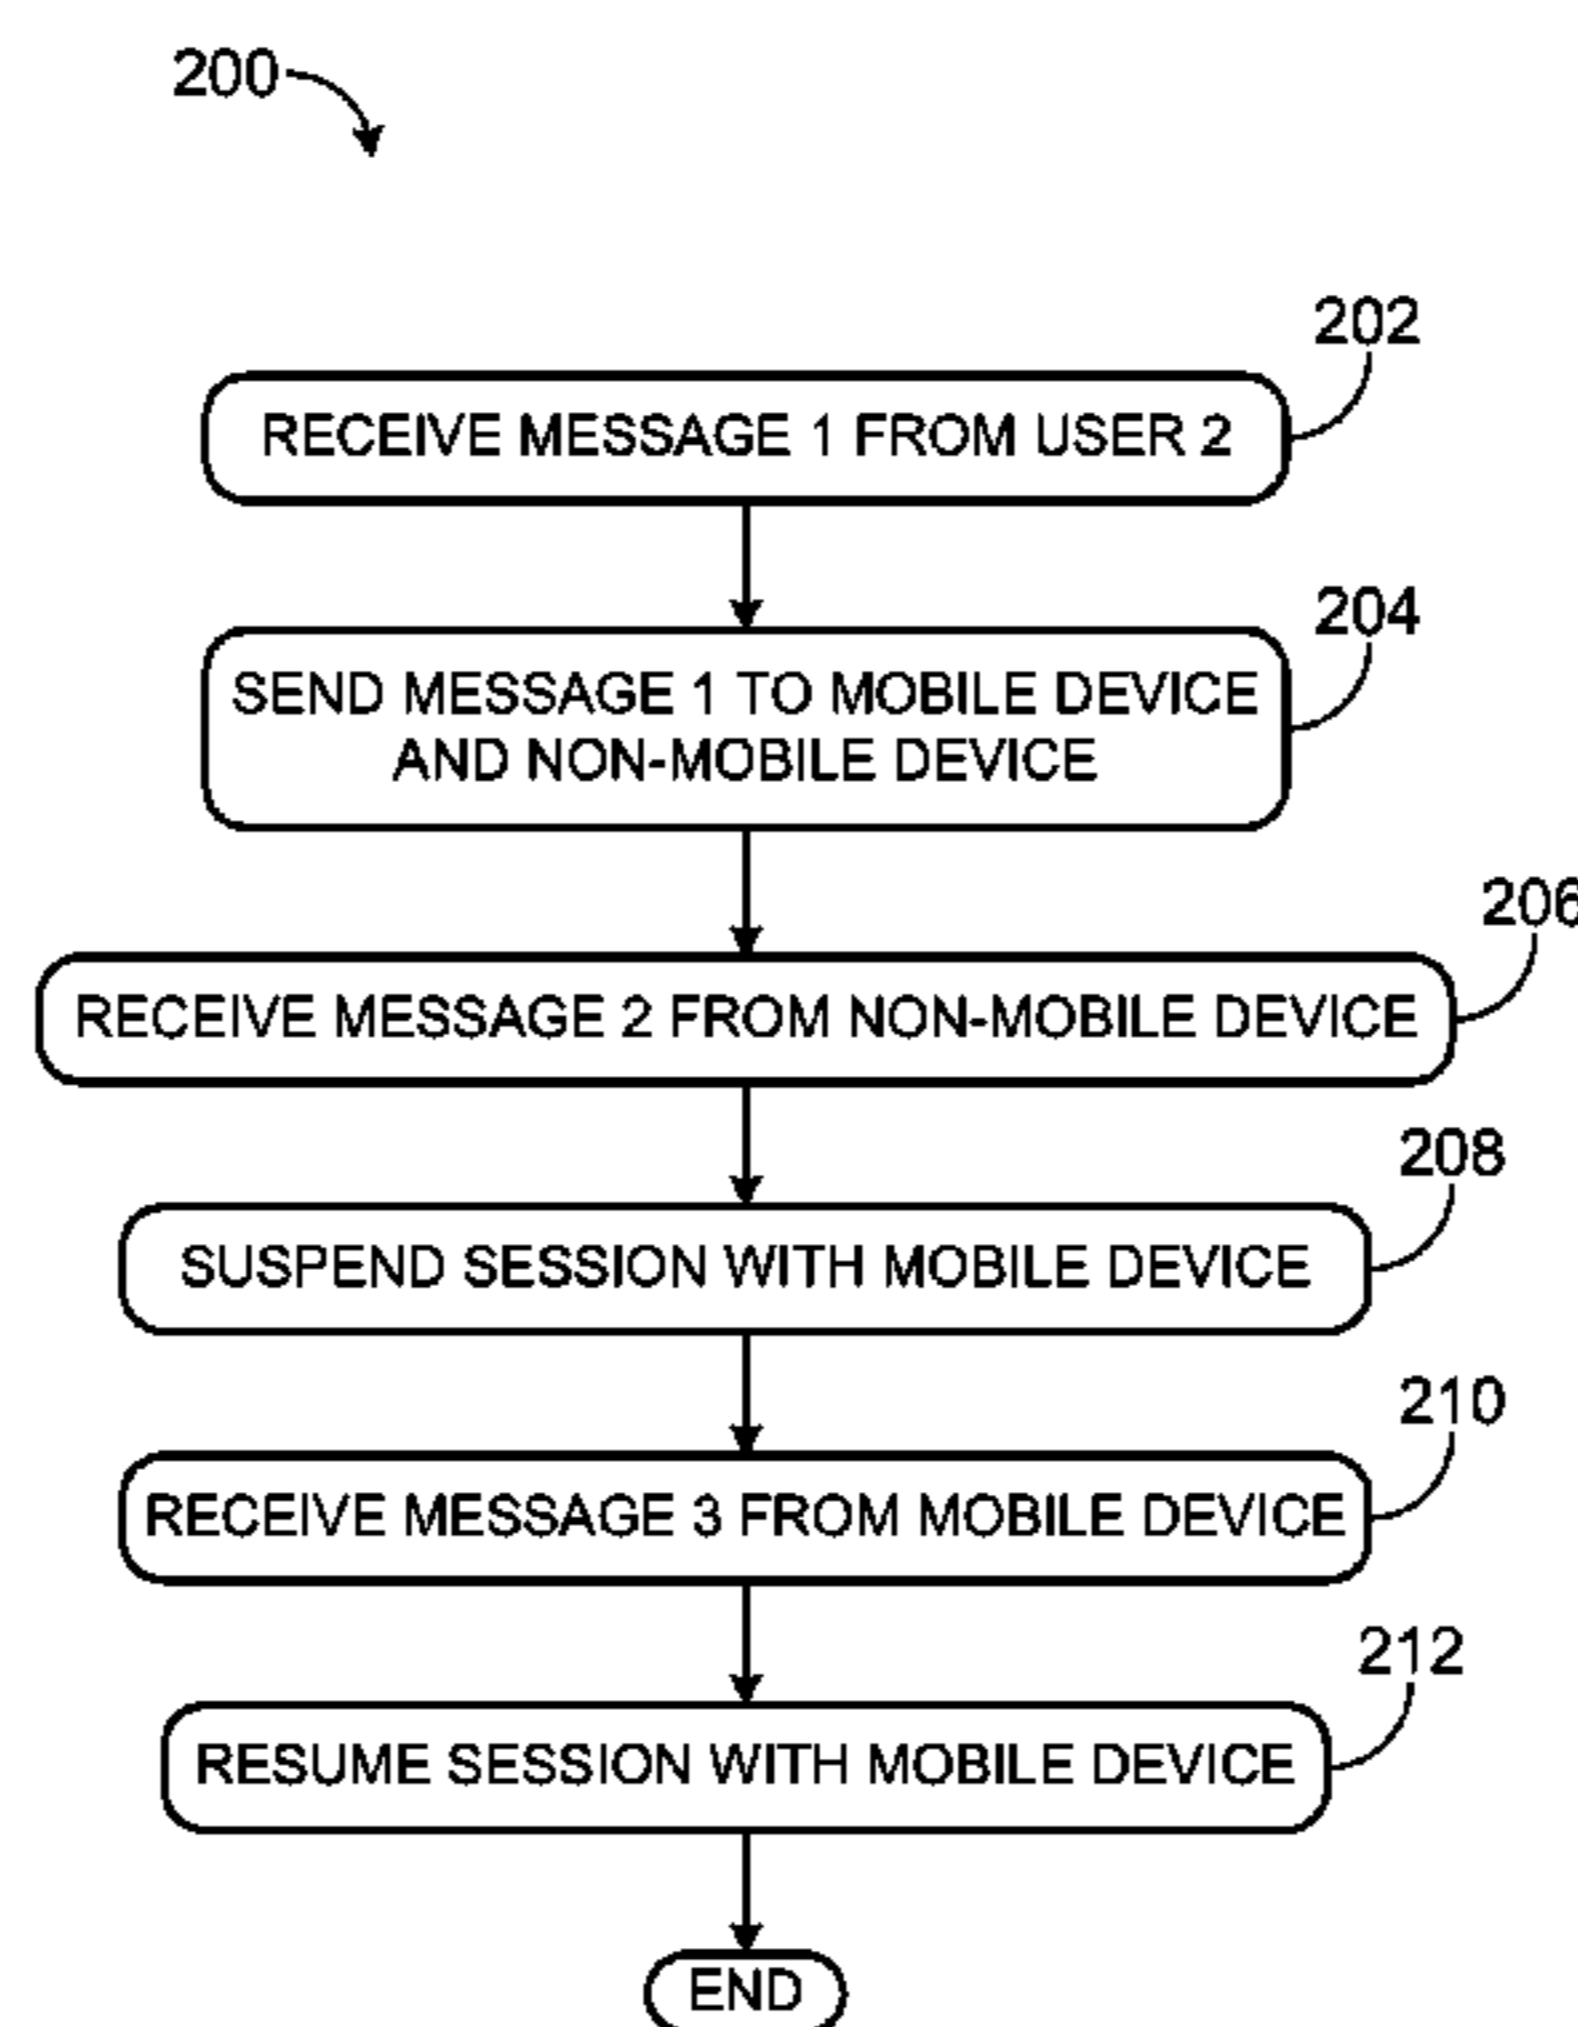 200
202
RECEIVE MESSAGE 1 FROM USER 2
204
SEND MESSAGE 1 TO MOBILE DEVICE
AND NON-MOBILE DEVICE
206
RECEIVE MESSAGE 2 FROM NON-MOBILE DEVICE
208
SUSPEND SESSION WITH MOBILE DEVICE
210
RECEIVE MESSAGE 3 FROM MOBILE DEVICE
212
RESUME SESSION WITH MOBILE DEVICE
END